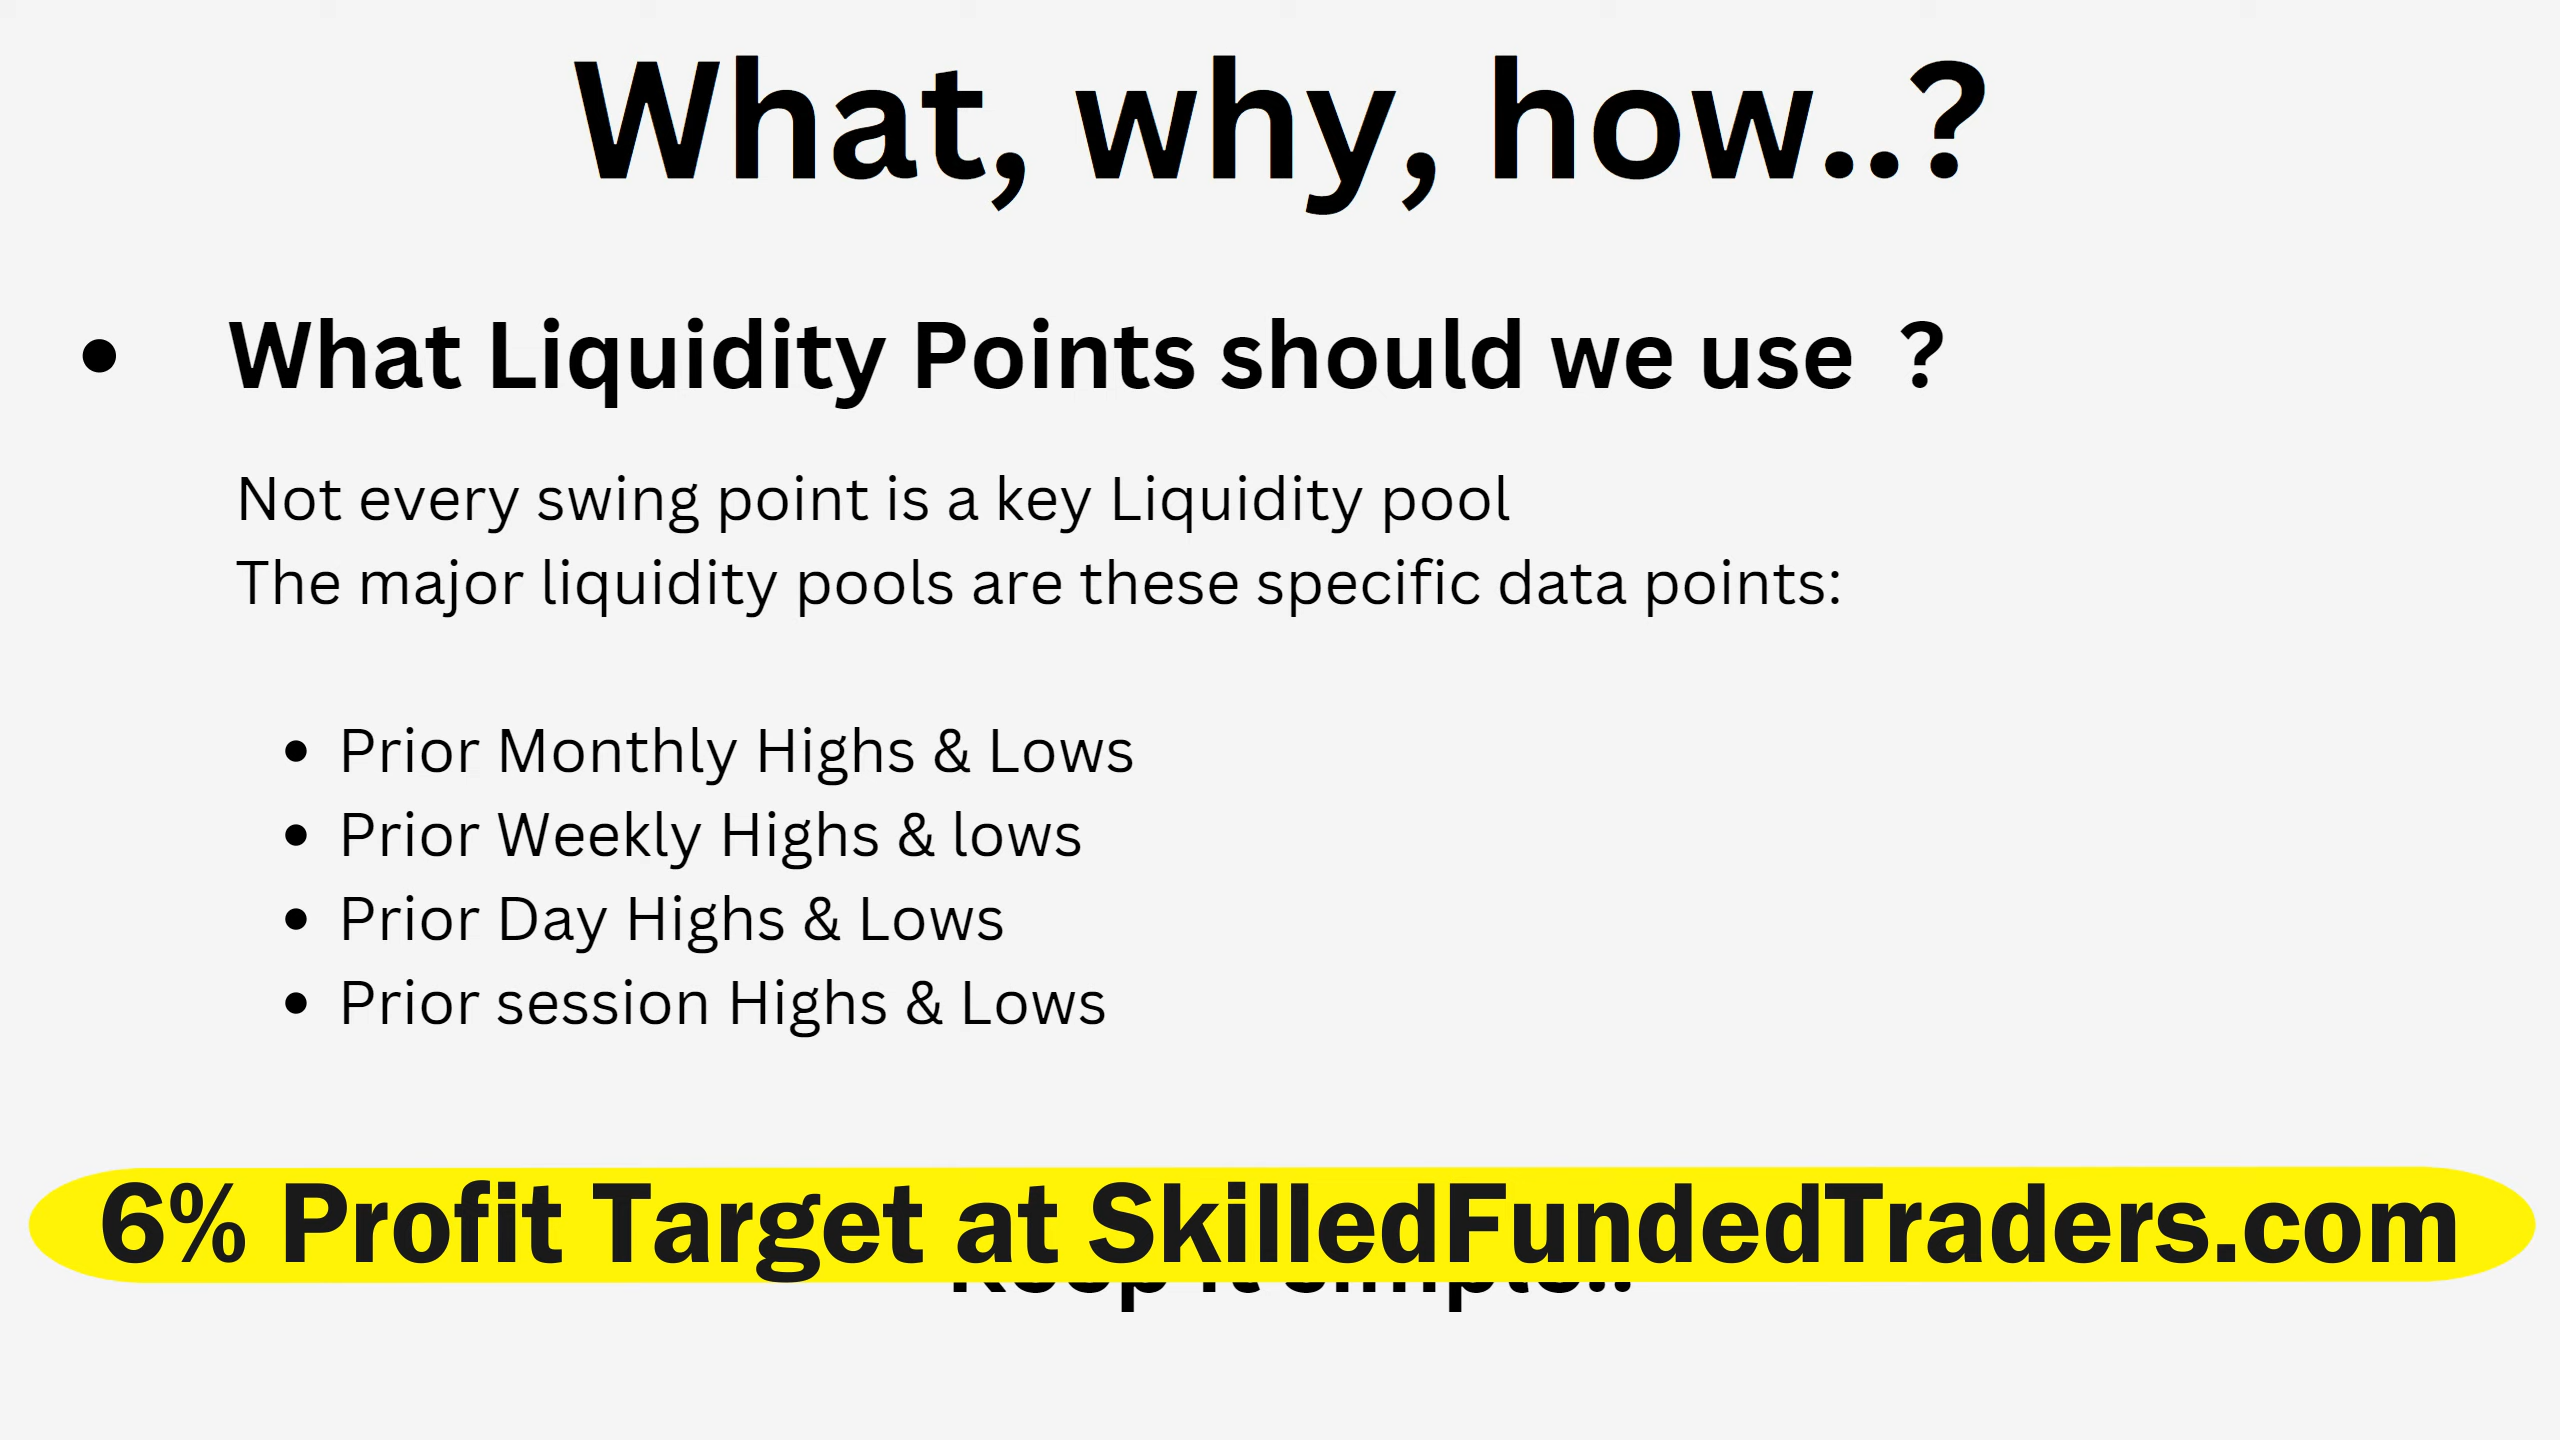 What, why, how..?
• What Liquidity Points should we use ?
Not every swing point is a key Liquidity pool
The major liquidity pools are these specific data points:
• Prior Monthly Highs & Lows
• Prior Weekly Highs & lows
• Prior Day Highs & Lows
• Prior session Highs & Lows
6% Profit Target at SkilledFundedTraders.com